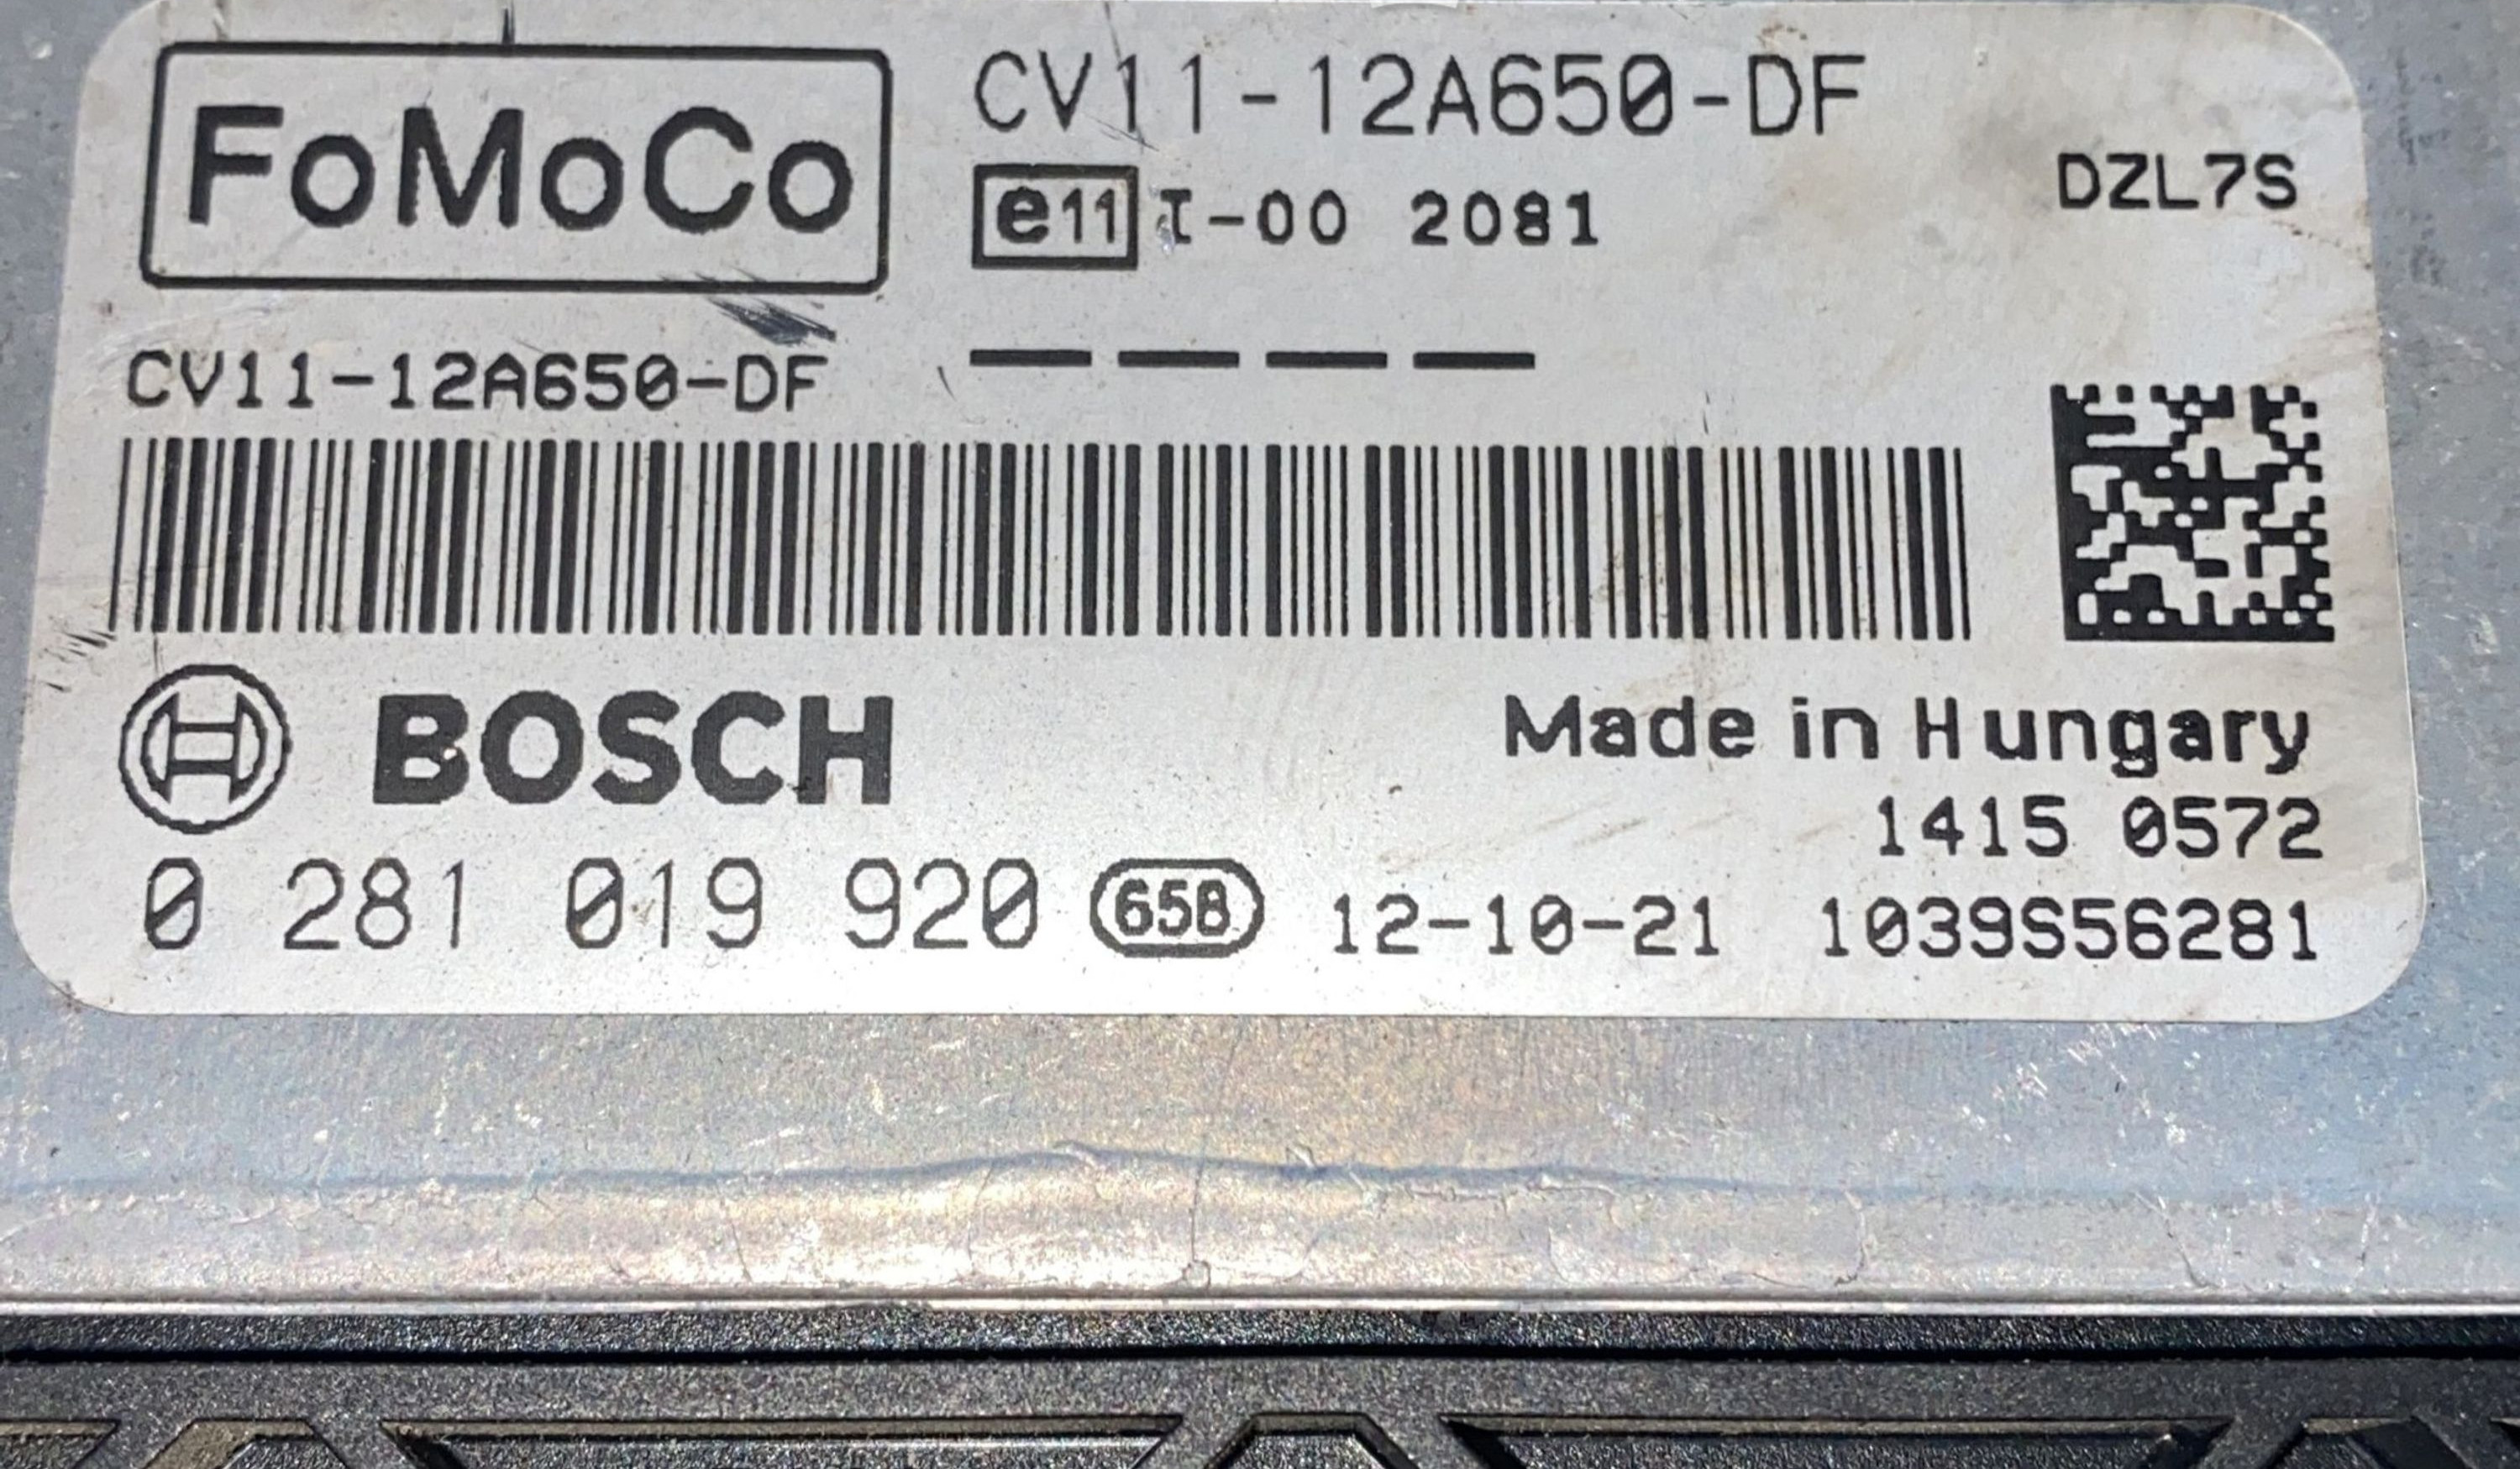 FoMoCo
CV11-12A650-DF
e11 I-00 2081
DZL7S
CV11-12A650-DF
BOSCH
Made in Hungary
1415 0572
0 281 019 920 658 12-10-21 1039S56281